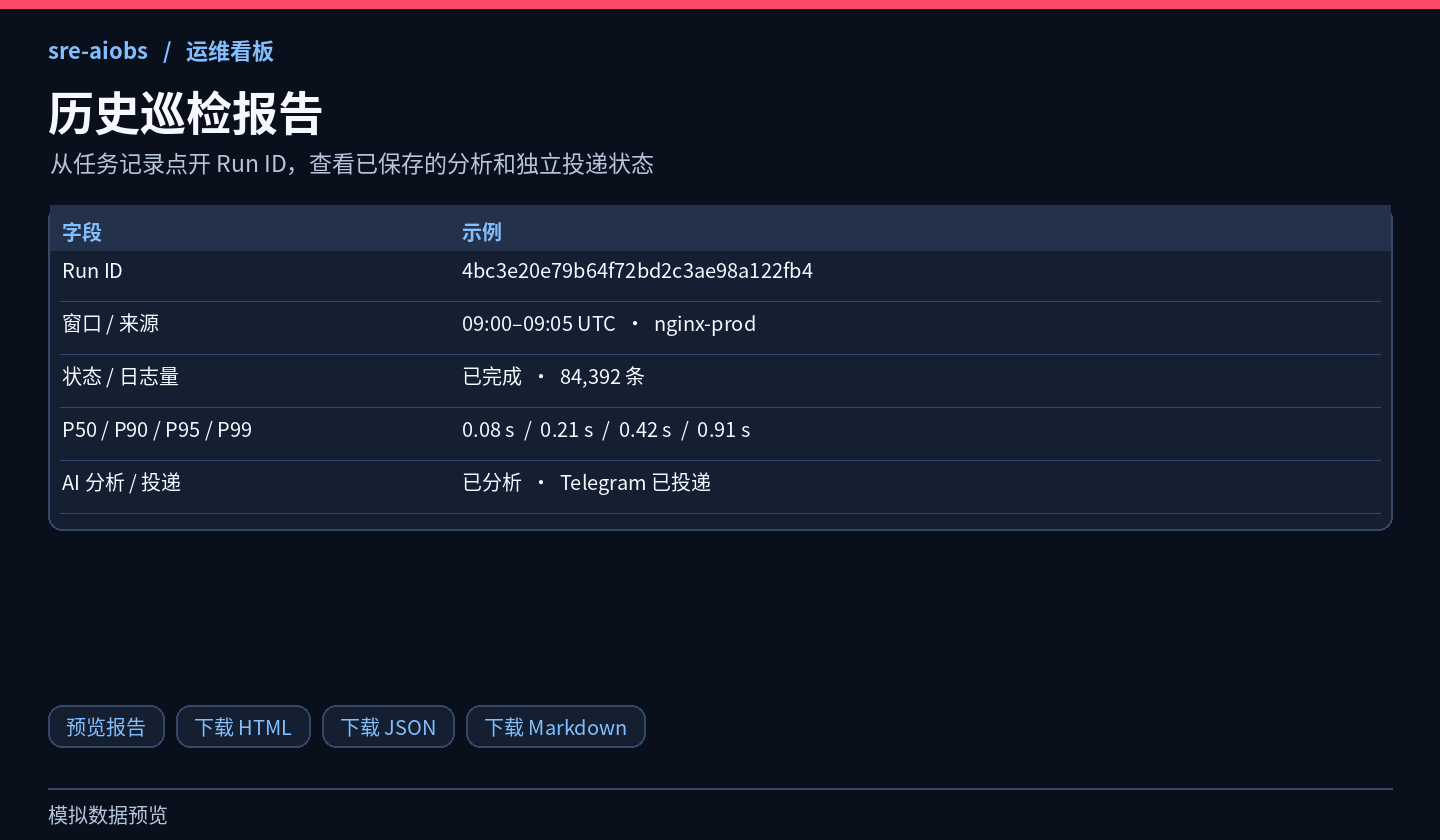 sre-aiobs / 运维看板
历史巡检报告
从任务记录点开 Run ID，查看已保存的分析和独立投递状态
字段 示例
Run ID 4bc3e20e79b64f72bd2c3ae98a122fb4
窗口 / 来源 09:00–09:05 UTC · nginx-prod
状态 / 日志量 已完成 · 84,392 条
P50 / P90 / P95 / P99 0.08 s / 0.21 s / 0.42 s / 0.91 s
AI 分析 / 投递 已分析 · Telegram 已投递
预览报告 下载 HTML 下载 JSON 下载 Markdown
模拟数据预览